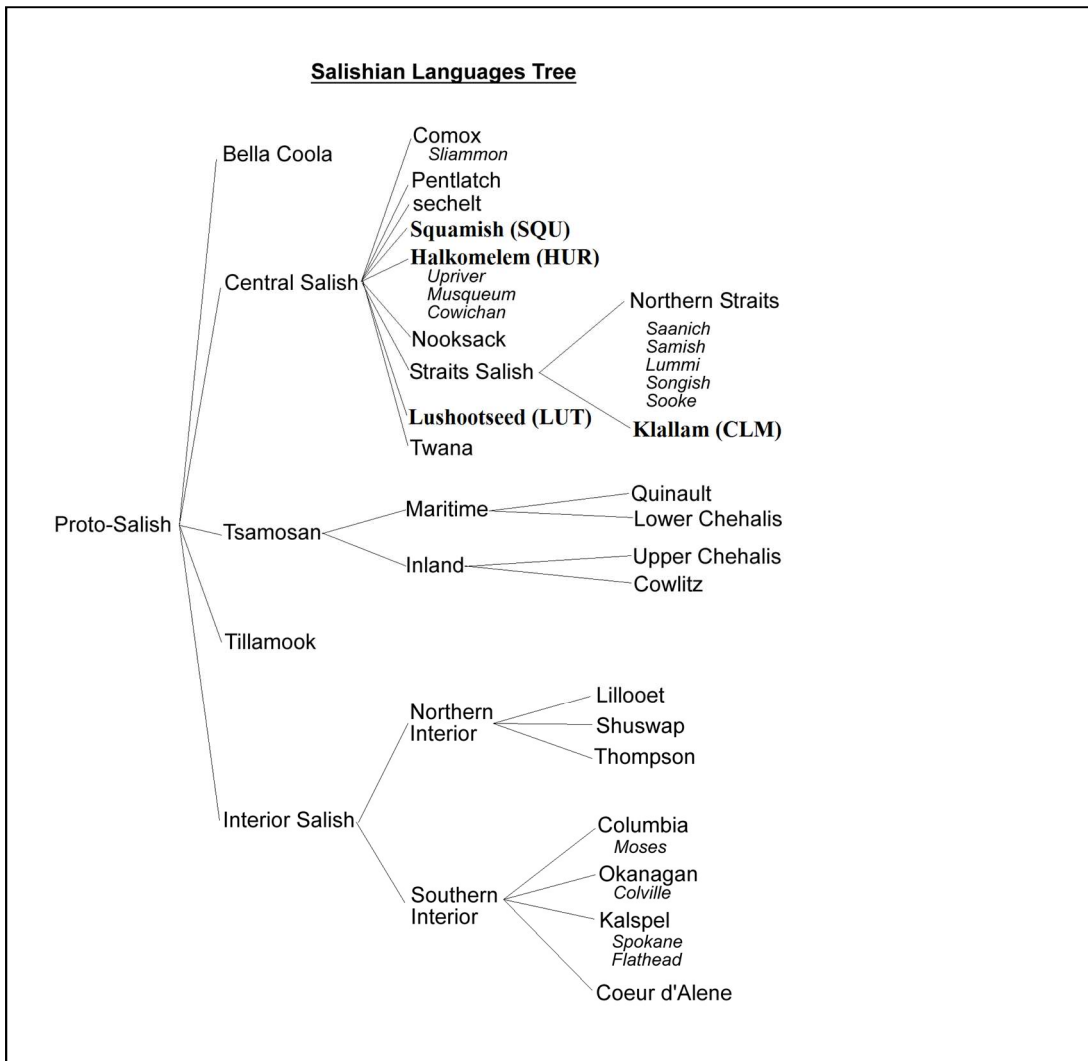 Salishian Languages Tree
Proto-Salish
Bella Coola
Central Salish
Comox
Sliammon
Pentlatch
sechelt
Squamish (SQU)
Halkomelem (HUR)
Upriver
Musqueum
Cowichan
Nooksack
Straits Salish
Northern Straits
Saanich
Samish
Lummi
Songish
Sooke
Klallam (CLM)
Lushootseed (LUT)
Twana
Tsamosan
Maritime
Quinault
Lower Chehalis
Inland
Upper Chehalis
Cowlitz
Tillamook
Interior Salish
Northern
Interior
Lillooet
Shuswap
Thompson
Southern
Interior
Columbia
Moses
Okanagan
Colville
Kalspel
Spokane
Flathead
Coeur d'Alene